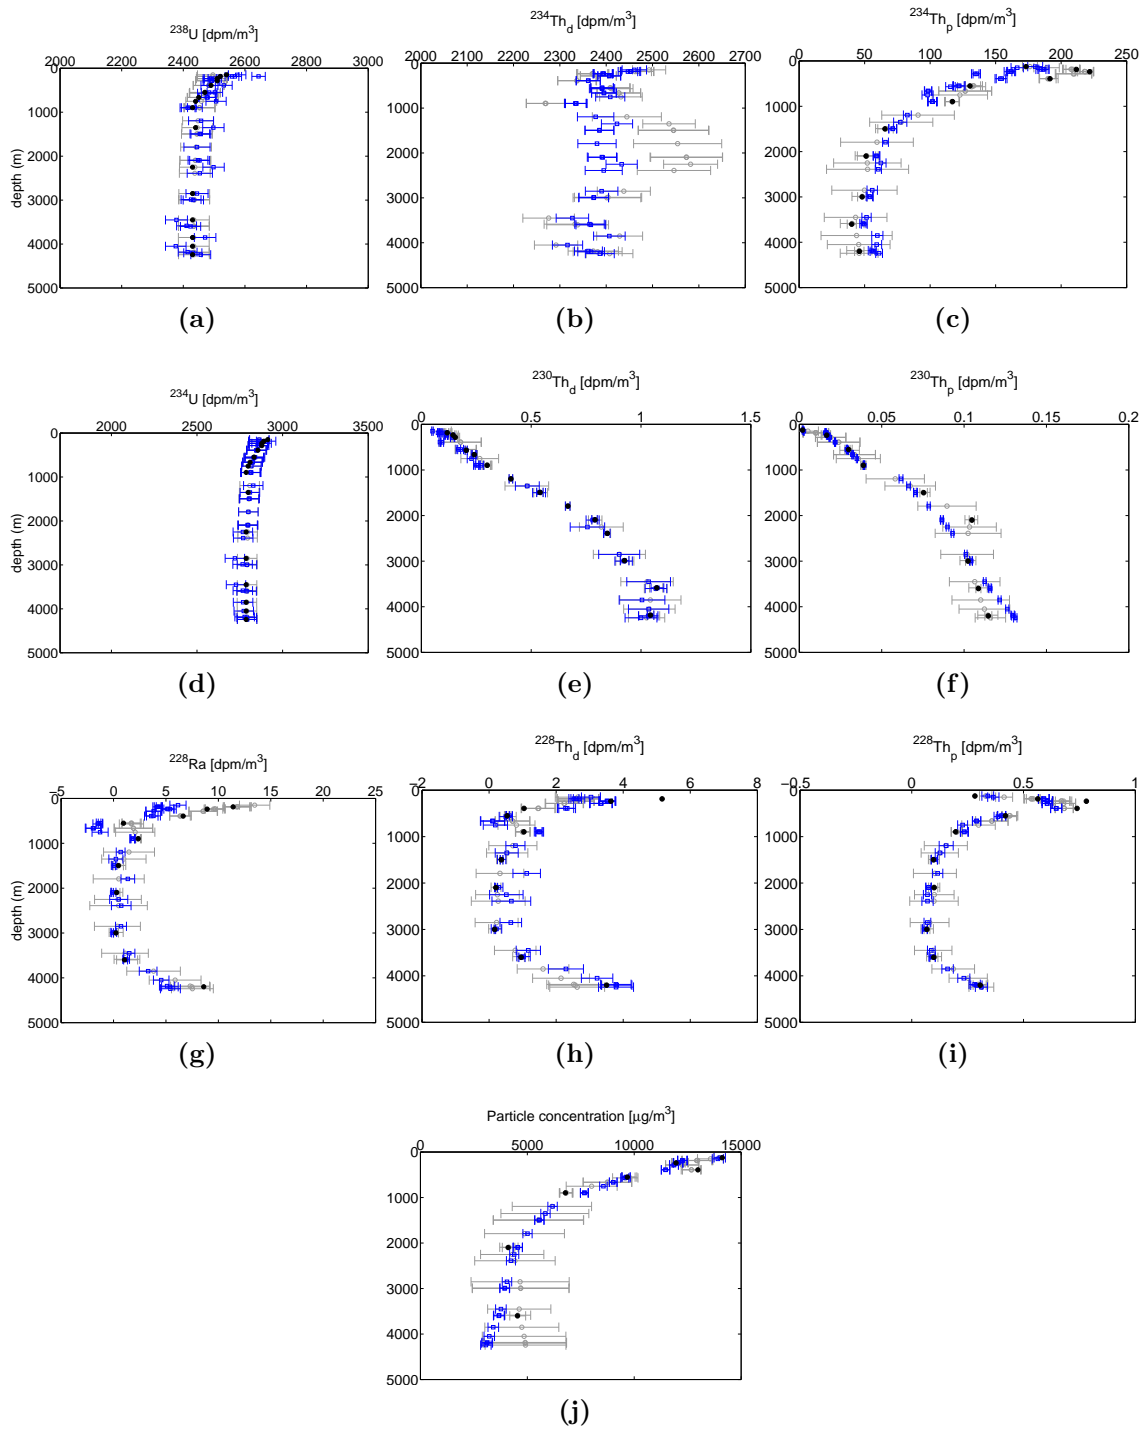 ²³⁸U [dpm/m³]
2000 2200 2400 2600 2800 3000
0
1000
2000
3000
4000
5000
depth (m)
(a)
²³⁴Th_d [dpm/m³]
2000 2100 2200 2300 2400 2500 2600 2700
0
1000
2000
3000
4000
5000
(b)
²³⁴Th_p [dpm/m³]
0 50 100 150 200 250
0
1000
2000
3000
4000
5000
(c)
²³⁴U [dpm/m³]
2000 2500 3000 3500
0
1000
2000
3000
4000
5000
depth (m)
(d)
²³⁰Th_d [dpm/m³]
0 0.5 1 1.5
0
1000
2000
3000
4000
5000
(e)
²³⁰Th_p [dpm/m³]
0 0.05 0.1 0.15 0.2
0
1000
2000
3000
4000
5000
(f)
²²⁸Ra [dpm/m³]
−5 0 5 10 15 20 25
0
1000
2000
3000
4000
5000
depth (m)
(g)
²²⁸Th_d [dpm/m³]
−2 0 2 4 6 8
0
1000
2000
3000
4000
5000
(h)
²²⁸Th_p [dpm/m³]
−0.5 0 0.5 1
0
1000
2000
3000
4000
5000
(i)
Particle concentration [μg/m³]
0 5000 10000 15000
0
1000
2000
3000
4000
5000
(j)